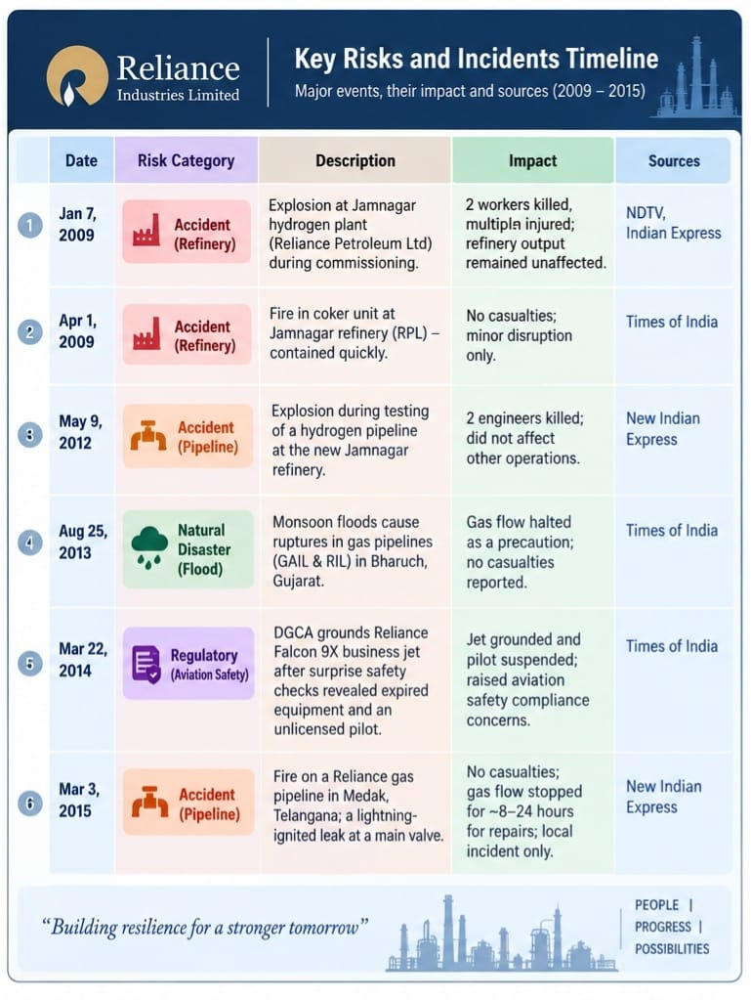 Reliance
Industries Limited
Key Risks and Incidents Timeline
Major events, their impact and sources (2009 – 2015)
Date
Risk Category
Description
Impact
Sources
1
Jan 7,
2009
Accident
(Refinery)
Explosion at Jamnagar
hydrogen plant
(Reliance Petroleum Ltd)
during commissioning.
2 workers killed,
multiple injured;
refinery output
remained unaffected.
NDTV,
Indian Express
2
Apr 1,
2009
Accident
(Refinery)
Fire in coker unit at
Jamnagar refinery (RPL) –
contained quickly.
No casualties;
minor disruption
only.
Times of India
3
May 9,
2012
Accident
(Pipeline)
Explosion during testing
of a hydrogen pipeline
at the new Jamnagar
refinery.
2 engineers killed;
did not affect
other operations.
New Indian
Express
4
Aug 25,
2013
Natural
Disaster
(Flood)
Monsoon floods cause
ruptures in gas pipelines
(GAIL & RIL) in Bharuch,
Gujarat.
Gas flow halted
as a precaution;
no casualties
reported.
Times of India
5
Mar 22,
2014
Regulatory
(Aviation Safety)
DGCA grounds Reliance
Falcon 9X business jet
after surprise safety
checks revealed expired
equipment and an
unlicensed pilot.
Jet grounded and
pilot suspended;
raised aviation
safety compliance
concerns.
Times of India
6
Mar 3,
2015
Accident
(Pipeline)
Fire on a Reliance gas
pipeline in Medak,
Telangana; a lightning-
ignited leak at a main valve.
No casualties;
gas flow stopped
for ~8–24 hours
for repairs; local
incident only.
New Indian
Express
“Building resilience for a stronger tomorrow”
PEOPLE |
PROGRESS |
POSSIBILITIES